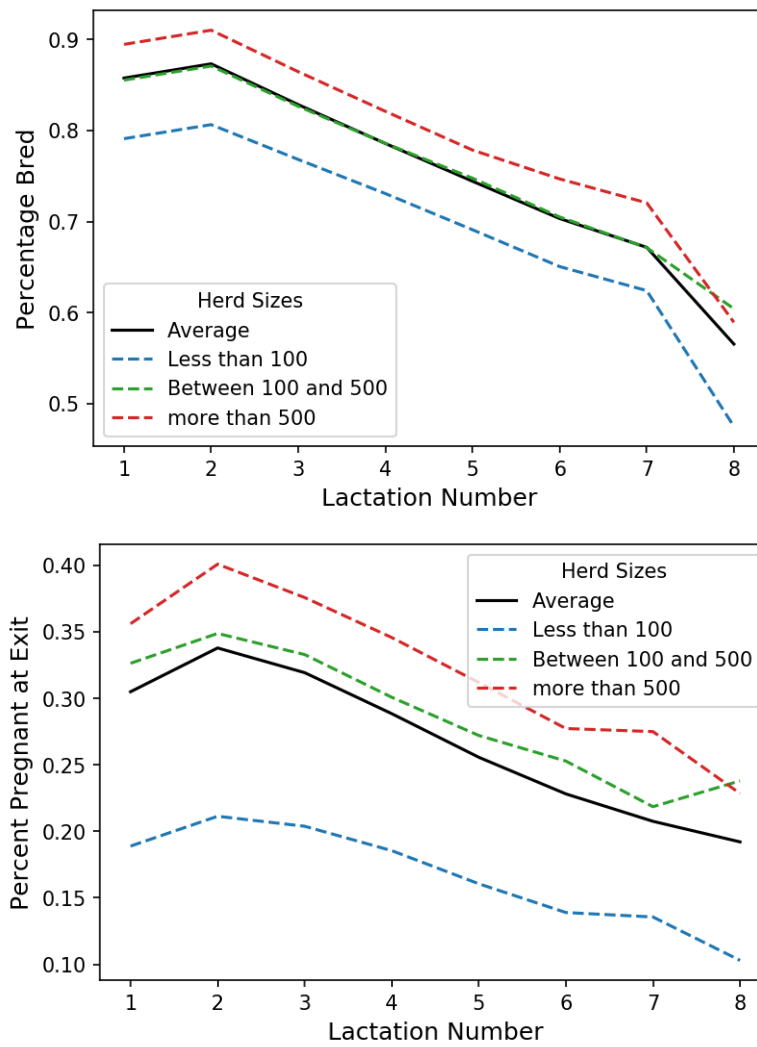 0.9
0.8
0.7
0.6
0.5
Percentage Bred
Herd Sizes
Average
Less than 100
Between 100 and 500
more than 500
1 2 3 4 5 6 7 8
Lactation Number
0.40
0.35
0.30
0.25
0.20
0.15
0.10
Percent Pregnant at Exit
Herd Sizes
Average
Less than 100
Between 100 and 500
more than 500
1 2 3 4 5 6 7 8
Lactation Number